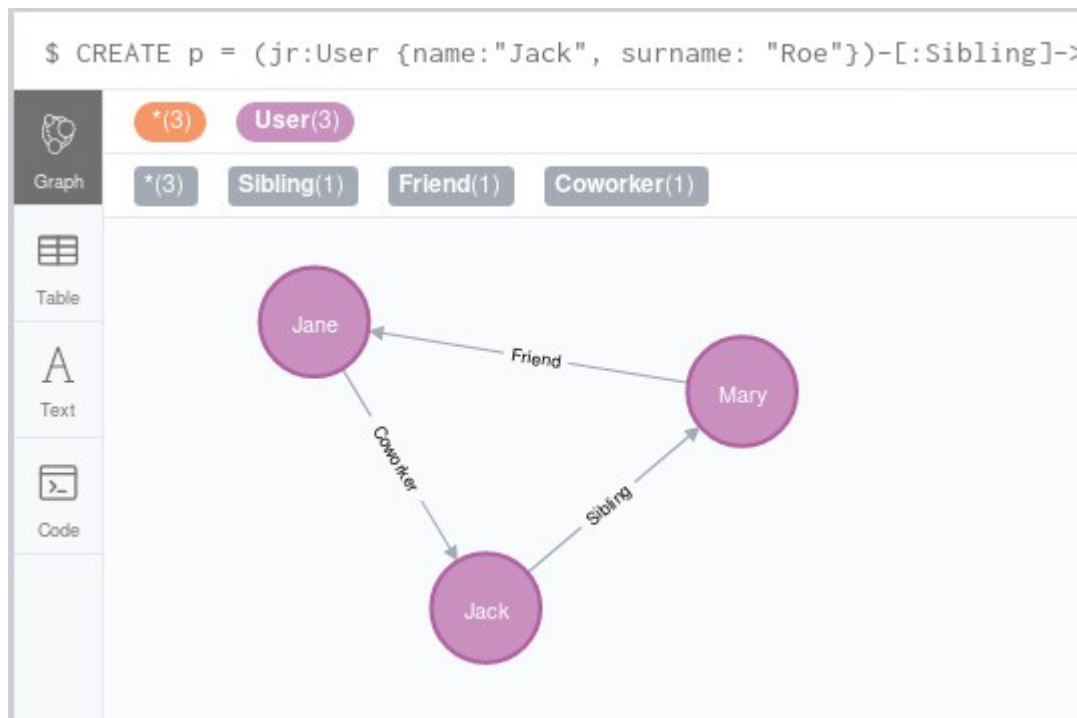 $ CREATE p = (jr:User {name:"Jack", surname: "Roe"})-[:Sibling]->
*(3) User(3)
Graph
*(3) Sibling(1) Friend(1) Coworker(1)
Table
Text
Code
Jane
Friend
Mary
Coworker
Sibling
Jack